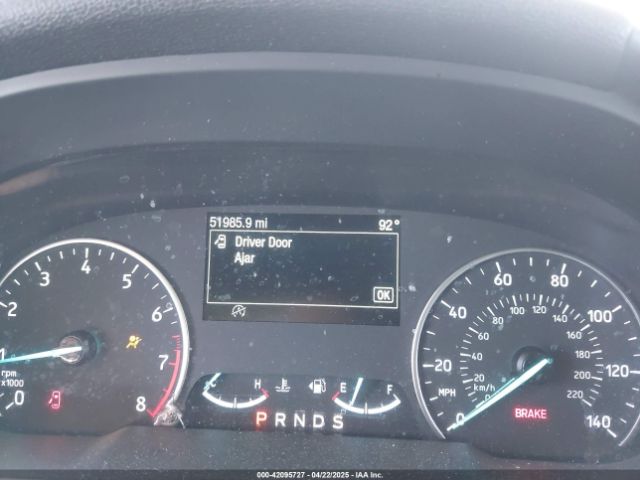 51985.9 mi 92°
Driver Door
Ajar
OK
1 2 3 4 5 6 7 8
0
rpm
x1000
H E F
PRNDS
0 20 40 60 80 100 120 140
MPH
0 20 40 60 80 100 120 140 160 180 200 220
km/h
BRAKE
000-42095727 - 04/22/2025 - IAA Inc.